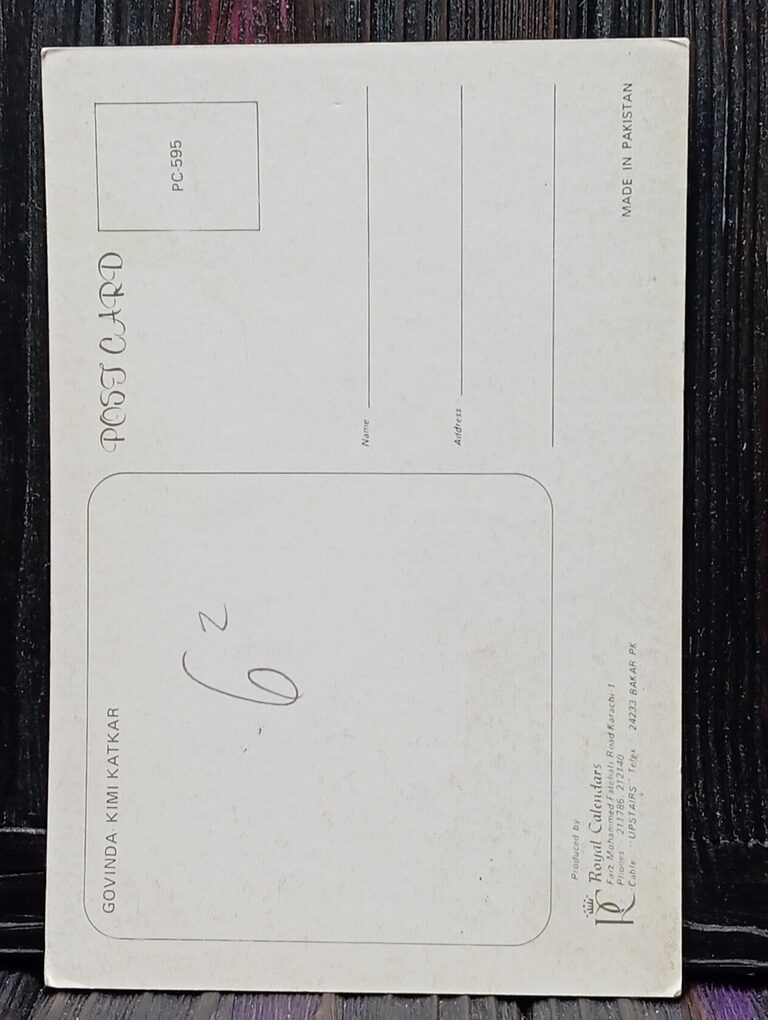 GOVINDA- KIMI KATKAR
6²
POST CARD
PC-595
Name
Address
Produced by
Royal Calendars
Faiz Mohammed Fatehali Road Karachi 1
Phones 211786, 212140
Cable "UPSTAIRS" Telex 24233 BAKAR PK
MADE IN PAKISTAN